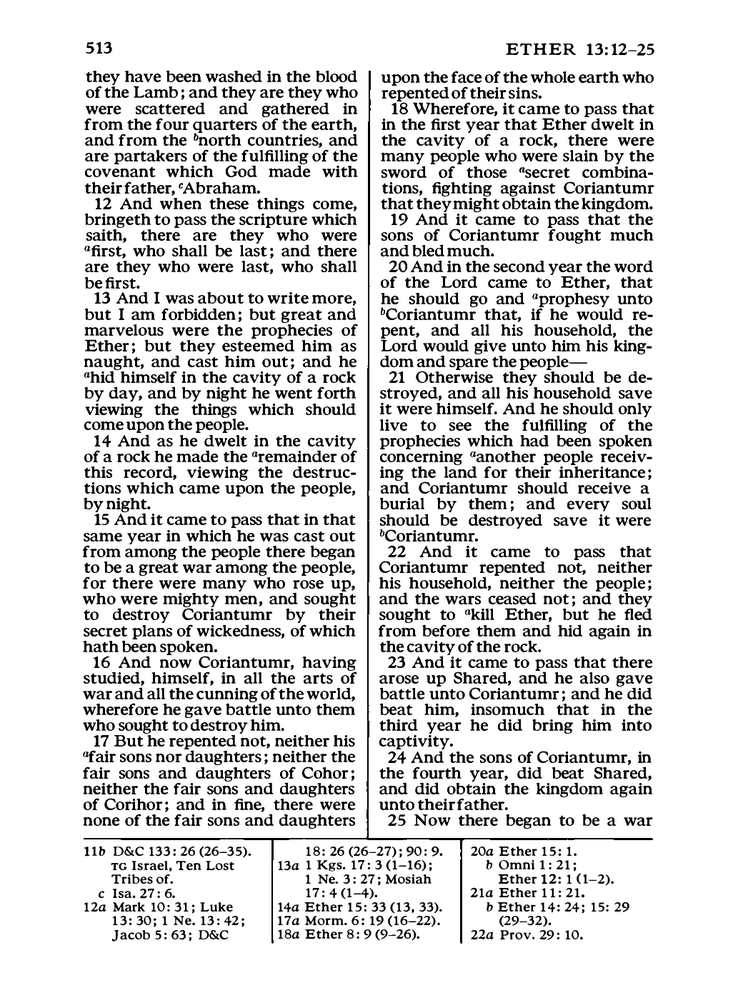 513
ETHER 13:12–25
they have been washed in the blood
of the Lamb; and they are they who
were scattered and gathered in
from the four quarters of the earth,
and from the bnorth countries, and
are partakers of the fulfilling of the
covenant which God made with
their father, cAbraham.
12 And when these things come,
bringeth to pass the scripture which
saith, there are they who were
afirst, who shall be last; and there
are they who were last, who shall
be first.
13 And I was about to write more,
but I am forbidden; but great and
marvelous were the prophecies of
Ether; but they esteemed him as
naught, and cast him out; and he
ahid himself in the cavity of a rock
by day, and by night he went forth
viewing the things which should
come upon the people.
14 And as he dwelt in the cavity
of a rock he made the aremainder of
this record, viewing the destruc-
tions which came upon the people,
by night.
15 And it came to pass that in that
same year in which he was cast out
from among the people there began
to be a great war among the people,
for there were many who rose up,
who were mighty men, and sought
to destroy Coriantumr by their
secret plans of wickedness, of which
hath been spoken.
16 And now Coriantumr, having
studied, himself, in all the arts of
war and all the cunning of the world,
wherefore he gave battle unto them
who sought to destroy him.
17 But he repented not, neither his
afair sons nor daughters; neither the
fair sons and daughters of Cohor;
neither the fair sons and daughters
of Corihor; and in fine, there were
none of the fair sons and daughters
upon the face of the whole earth who
repented of their sins.
18 Wherefore, it came to pass that
in the first year that Ether dwelt in
the cavity of a rock, there were
many people who were slain by the
sword of those asecret combina-
tions, fighting against Coriantumr
that they might obtain the kingdom.
19 And it came to pass that the
sons of Coriantumr fought much
and bled much.
20 And in the second year the word
of the Lord came to Ether, that
he should go and aprophesy unto
bCoriantumr that, if he would re-
pent, and all his household, the
Lord would give unto him his king-
dom and spare the people—
21 Otherwise they should be de-
stroyed, and all his household save
it were himself. And he should only
live to see the fulfilling of the
prophecies which had been spoken
concerning aanother people receiv-
ing the land for their inheritance;
and Coriantumr should receive a
burial by them; and every soul
should be destroyed save it were
bCoriantumr.
22 And it came to pass that
Coriantumr repented not, neither
his household, neither the people;
and the wars ceased not; and they
sought to akill Ether, but he fled
from before them and hid again in
the cavity of the rock.
23 And it came to pass that there
arose up Shared, and he also gave
battle unto Coriantumr; and he did
beat him, insomuch that in the
third year he did bring him into
captivity.
24 And the sons of Coriantumr, in
the fourth year, did beat Shared,
and did obtain the kingdom again
unto their father.
25 Now there began to be a war
11b D&C 133: 26 (26–35).
TG Israel, Ten Lost
Tribes of.
c Isa. 27: 6.
12a Mark 10: 31; Luke
13: 30; 1 Ne. 13: 42;
Jacob 5: 63; D&C
18: 26 (26–27); 90: 9.
13a 1 Kgs. 17: 3 (1–16);
1 Ne. 3: 27; Mosiah
17: 4 (1–4).
14a Ether 15: 33 (13, 33).
17a Morm. 6: 19 (16–22).
18a Ether 8: 9 (9–26).
20a Ether 15: 1.
b Omni 1: 21;
Ether 12: 1 (1–2).
21a Ether 11: 21.
b Ether 14: 24; 15: 29
(29–32).
22a Prov. 29: 10.